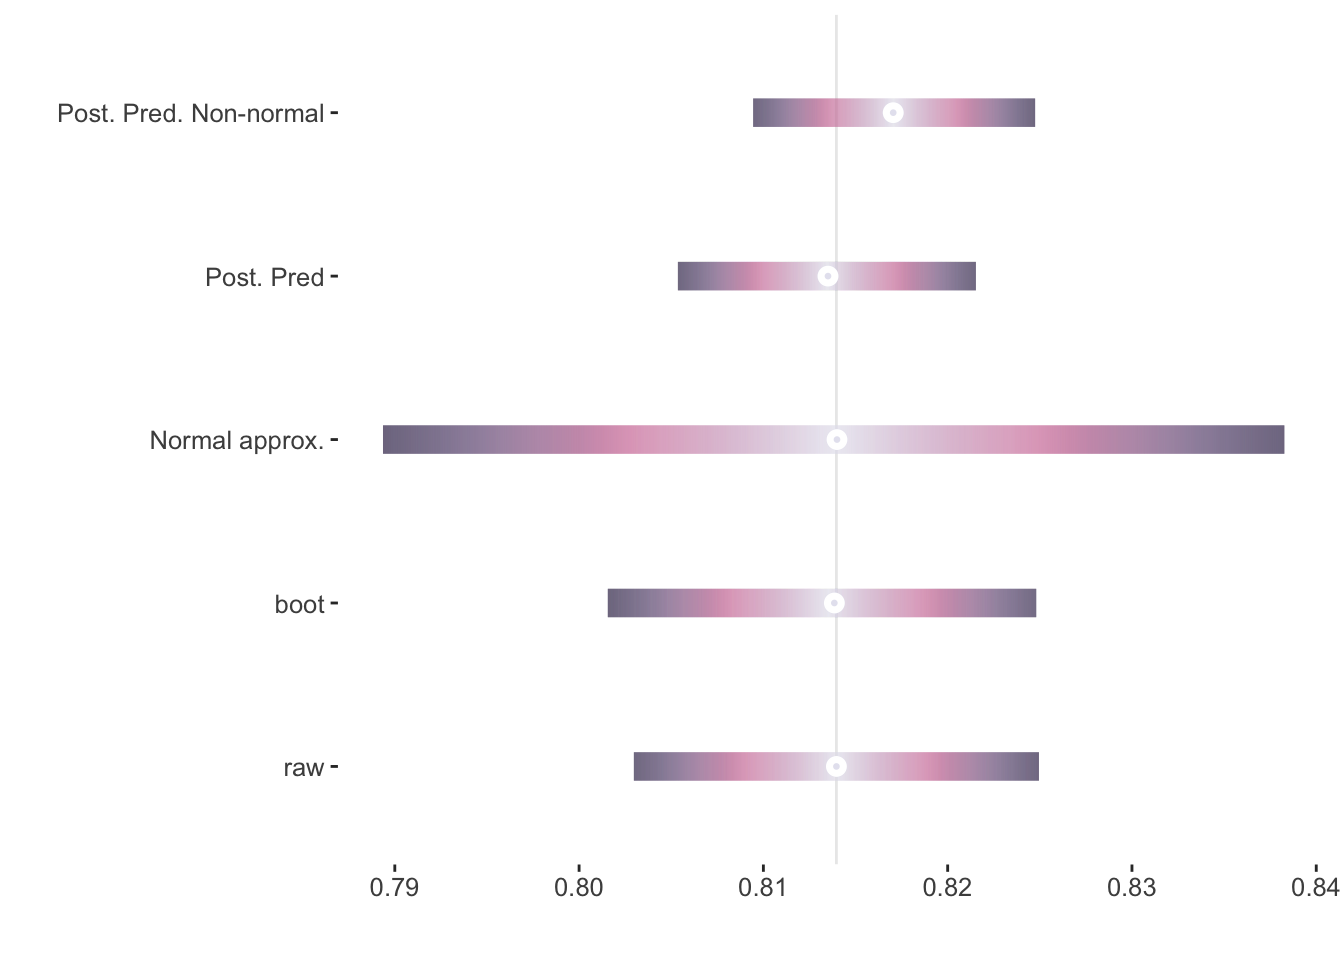 Post. Pred. Non-normal
Post. Pred
Normal approx.
boot
raw
0.79 0.80 0.81 0.82 0.83 0.84